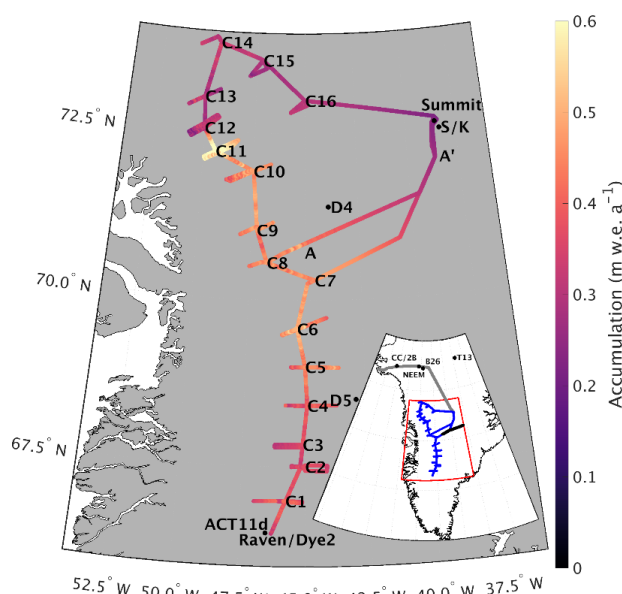 0.6
C14
C15
C13
C16
72.5° N
Summit
S/K
C12
0.5
C11
A'
C10
D4
0.4
C9
A
C8
C7
70.0° N
0.3
C6
CC/2B
B26
T13
NEEM
C5
0.2
C4
D5
67.5° N
C3
C2
0.1
C1
ACT11d
Raven/Dye2
0
Accumulation (m w.e. a⁻¹)
52.5° W
50.0° W
40.0° W
37.5° W